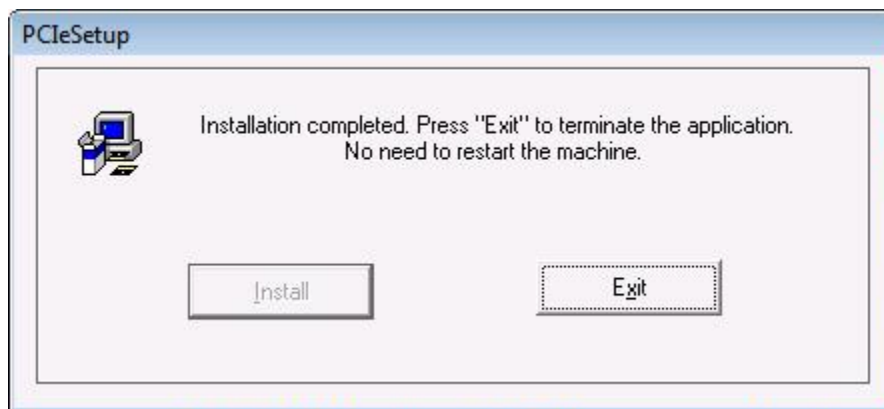 PCIeSetup
Installation completed. Press "Exit" to terminate the application.
No need to restart the machine.
Install
Exit